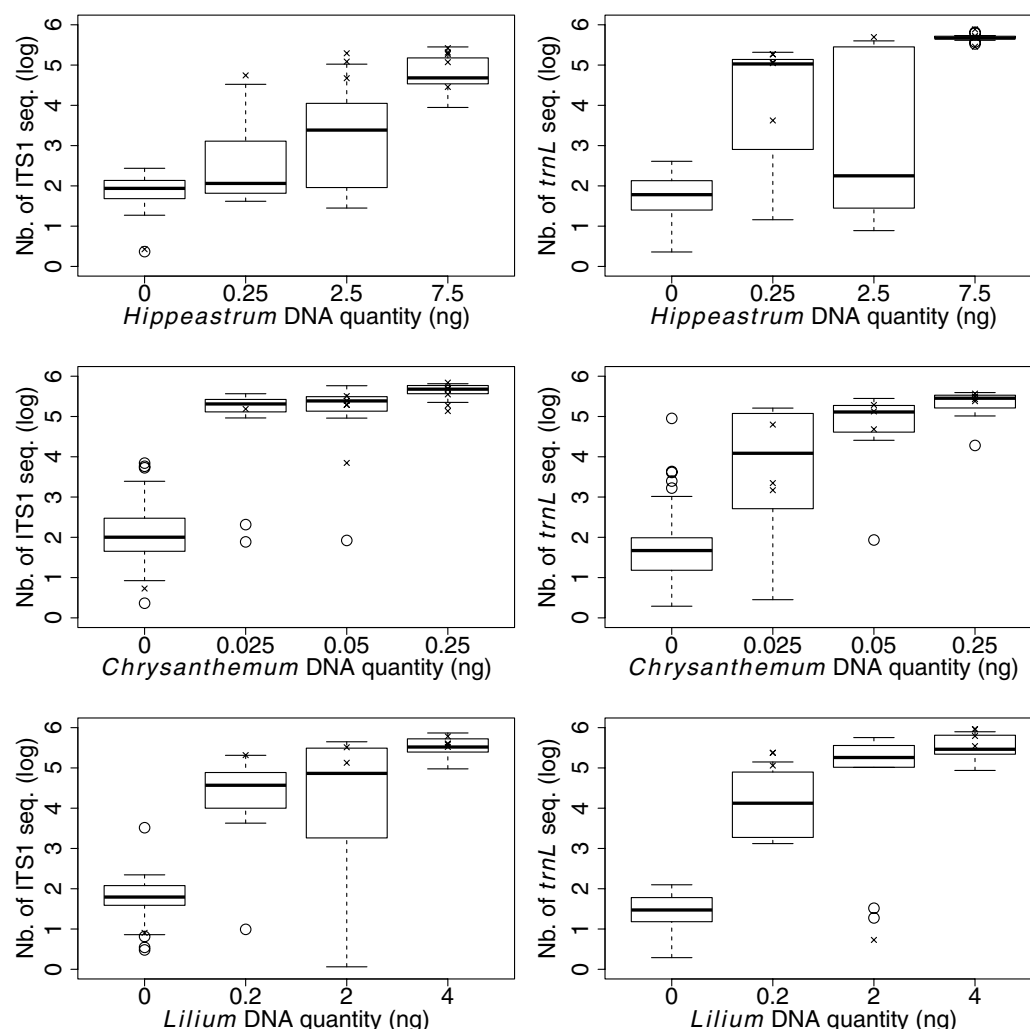 Nb. of ITS1 seq. (log)
0 1 2 3 4 5 6
0 0.25 2.5 7.5
Hippeastrum DNA quantity (ng)
Nb. of trnL seq. (log)
0 1 2 3 4 5 6
0 0.25 2.5 7.5
Hippeastrum DNA quantity (ng)
Nb. of ITS1 seq. (log)
0 1 2 3 4 5 6
0 0.025 0.05 0.25
Chrysanthemum DNA quantity (ng)
Nb. of trnL seq. (log)
0 1 2 3 4 5 6
0 0.025 0.05 0.25
Chrysanthemum DNA quantity (ng)
Nb. of ITS1 seq. (log)
0 1 2 3 4 5 6
0 0.2 2 4
Lilium DNA quantity (ng)
Nb. of trnL seq. (log)
0 1 2 3 4 5 6
0 0.2 2 4
Lilium DNA quantity (ng)